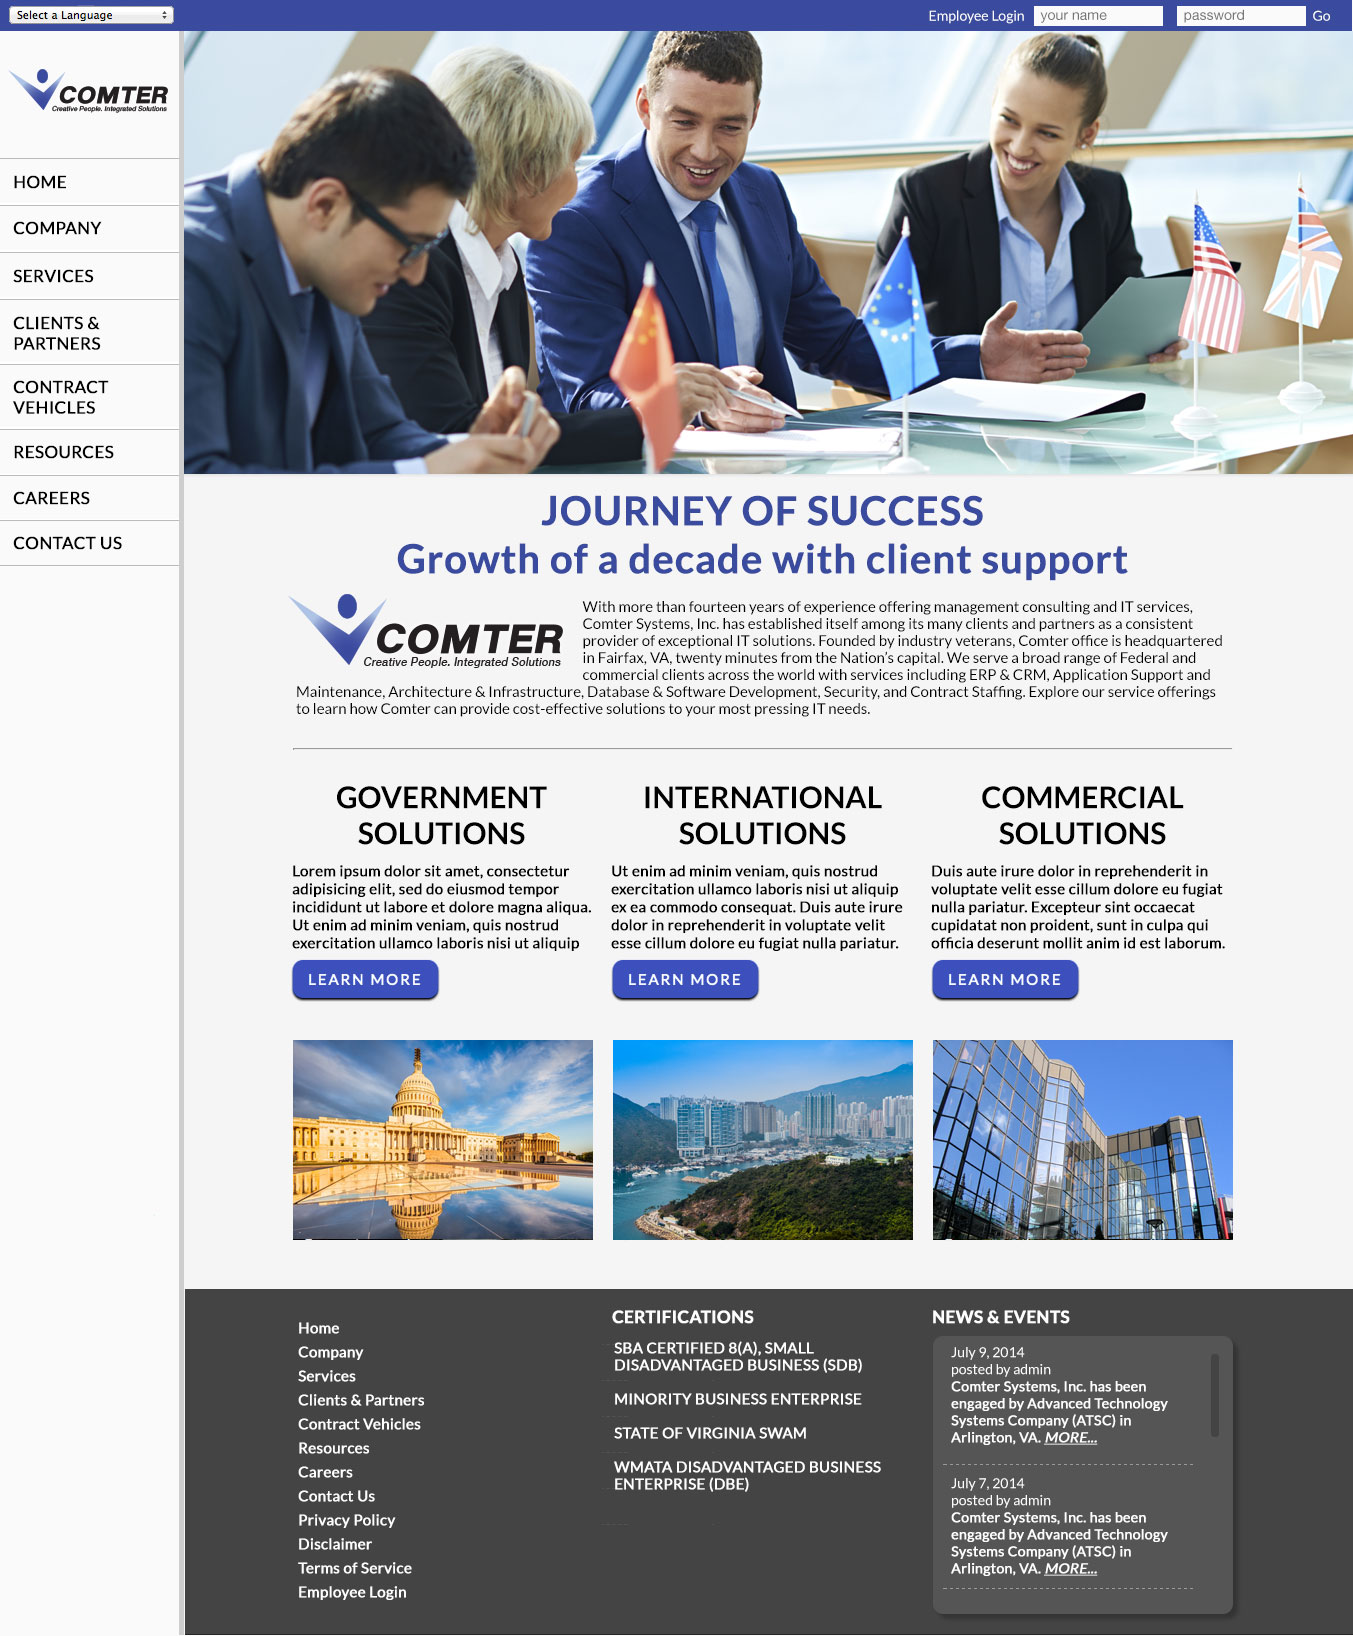 Select a Language
Employee Login
your name
password
Go
COMTER
Creative People. Integrated Solutions
HOME
COMPANY
SERVICES
CLIENTS &
PARTNERS
CONTRACT
VEHICLES
RESOURCES
CAREERS
CONTACT US
JOURNEY OF SUCCESS
Growth of a decade with client support
COMTER
Creative People. Integrated Solutions
With more than fourteen years of experience offering management consulting and IT services,
Comter Systems, Inc. has established itself among its many clients and partners as a consistent
provider of exceptional IT solutions. Founded by industry veterans, Comter office is headquartered
in Fairfax, VA, twenty minutes from the Nation's capital. We serve a broad range of Federal and
commercial clients across the world with services including ERP & CRM, Application Support and
Maintenance, Architecture & Infrastructure, Database & Software Development, Security, and Contract Staffing. Explore our service offerings
to learn how Comter can provide cost-effective solutions to your most pressing IT needs.
GOVERNMENT
SOLUTIONS
Lorem ipsum dolor sit amet, consectetur
adipisicing elit, sed do eiusmod tempor
incididunt ut labore et dolore magna aliqua.
Ut enim ad minim veniam, quis nostrud
exercitation ullamco laboris nisi ut aliquip
LEARN MORE
INTERNATIONAL
SOLUTIONS
Ut enim ad minim veniam, quis nostrud
exercitation ullamco laboris nisi ut aliquip
ex ea commodo consequat. Duis aute irure
dolor in reprehenderit in voluptate velit
esse cillum dolore eu fugiat nulla pariatur.
LEARN MORE
COMMERCIAL
SOLUTIONS
Duis aute irure dolor in reprehenderit in
voluptate velit esse cillum dolore eu fugiat
nulla pariatur. Excepteur sint occaecat
cupidatat non proident, sunt in culpa qui
officia deserunt mollit anim id est laborum.
LEARN MORE
Home
Company
Services
Clients & Partners
Contract Vehicles
Resources
Careers
Contact Us
Privacy Policy
Disclaimer
Terms of Service
Employee Login
CERTIFICATIONS
SBA CERTIFIED 8(A), SMALL
DISADVANTAGED BUSINESS (SDB)
MINORITY BUSINESS ENTERPRISE
STATE OF VIRGINIA SWAM
WMATA DISADVANTAGED BUSINESS
ENTERPRISE (DBE)
NEWS & EVENTS
July 9, 2014
posted by admin
Comter Systems, Inc. has been
engaged by Advanced Technology
Systems Company (ATSC) in
Arlington, VA. MORE...
July 7, 2014
posted by admin
Comter Systems, Inc. has been
engaged by Advanced Technology
Systems Company (ATSC) in
Arlington, VA. MORE...